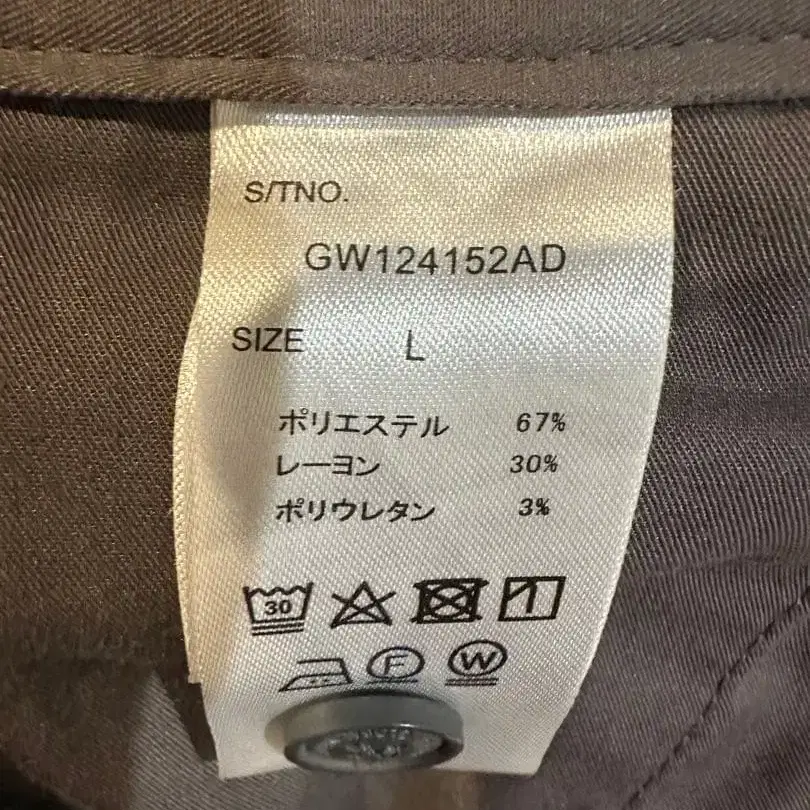 S/TNO.
GW124152AD
SIZE L
ポリエステル 67%
レーヨン 30%
ポリウレタン 3%
30
F W